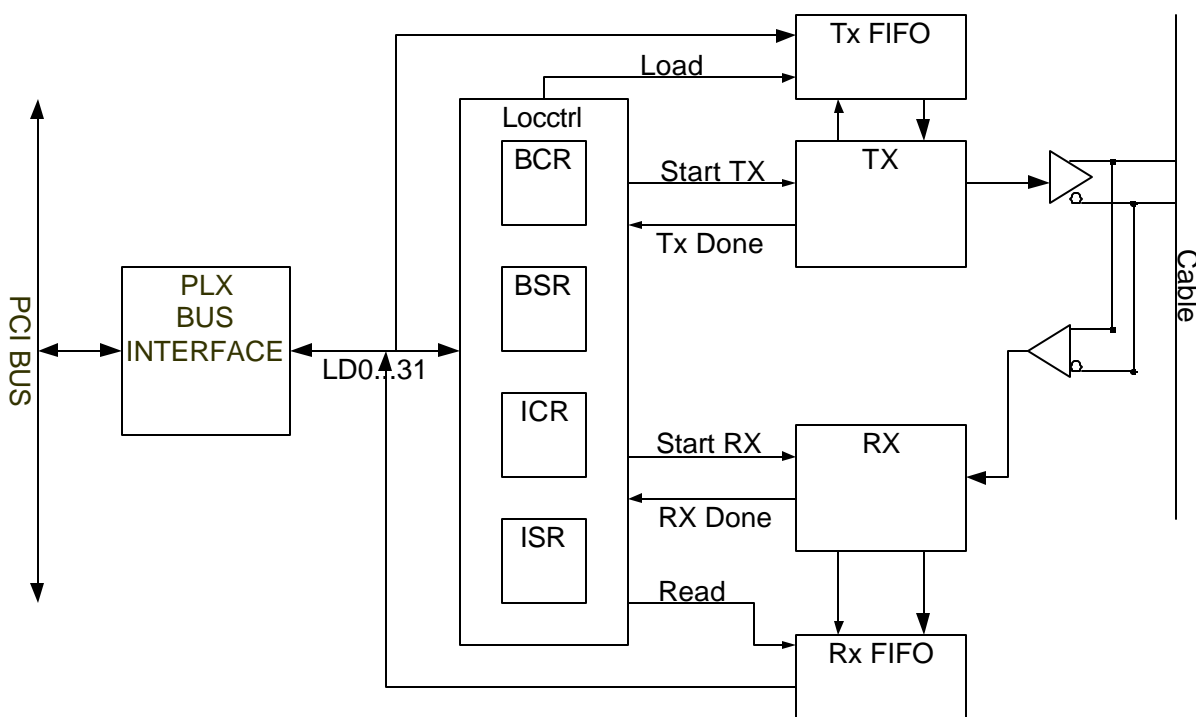 Tx FIFO
Load
Locctrl
BCR
Start TX
TX
Tx Done
BSR
PLX
BUS
INTERFACE
PCI BUS
LD0...31
Cable
ICR
Start RX
RX
RX Done
ISR
Read
Rx FIFO